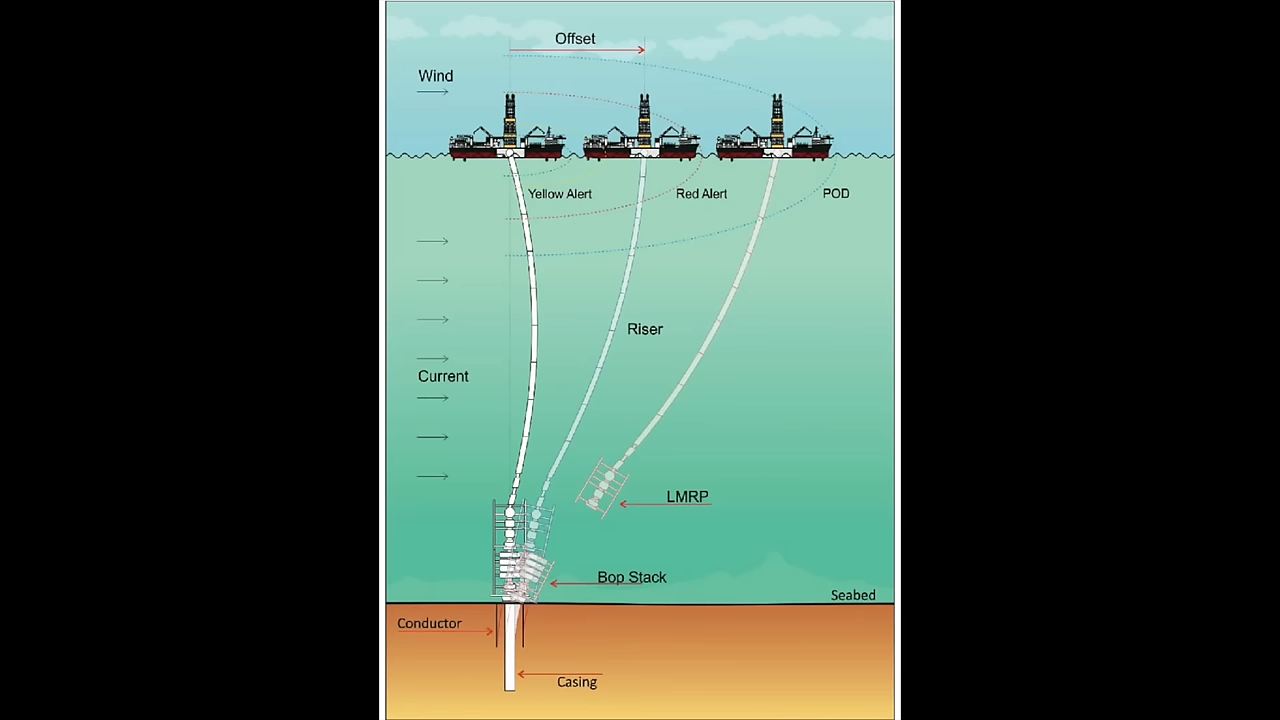 Offset
Wind
Yellow Alert
Red Alert
POD
Riser
Current
LMRP
Bop Stack
Seabed
Conductor
Casing